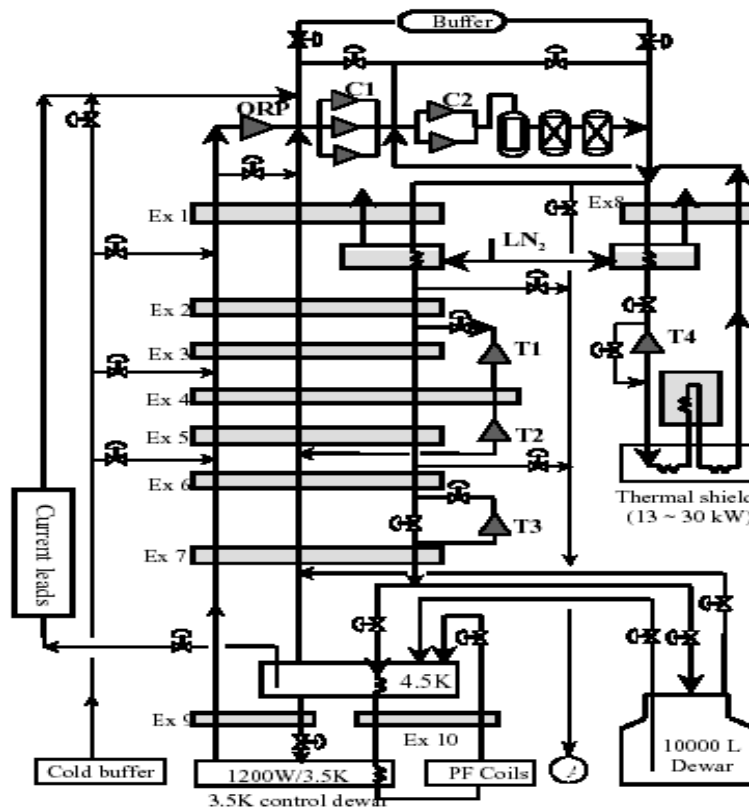 Buffer
C1
C2
ORP
Ex 1
Ex8
LN2
Ex 2
T1
T4
Ex 3
Ex 4
Ex 5
T2
Ex 6
Thermal shield
(13 ~ 30 kW)
T3
Ex 7
Current leads
4.5K
Ex 9
Ex 10
10000 L
Dewar
Cold buffer
1200W/3.5K
PF Coils
3.5K control dewar